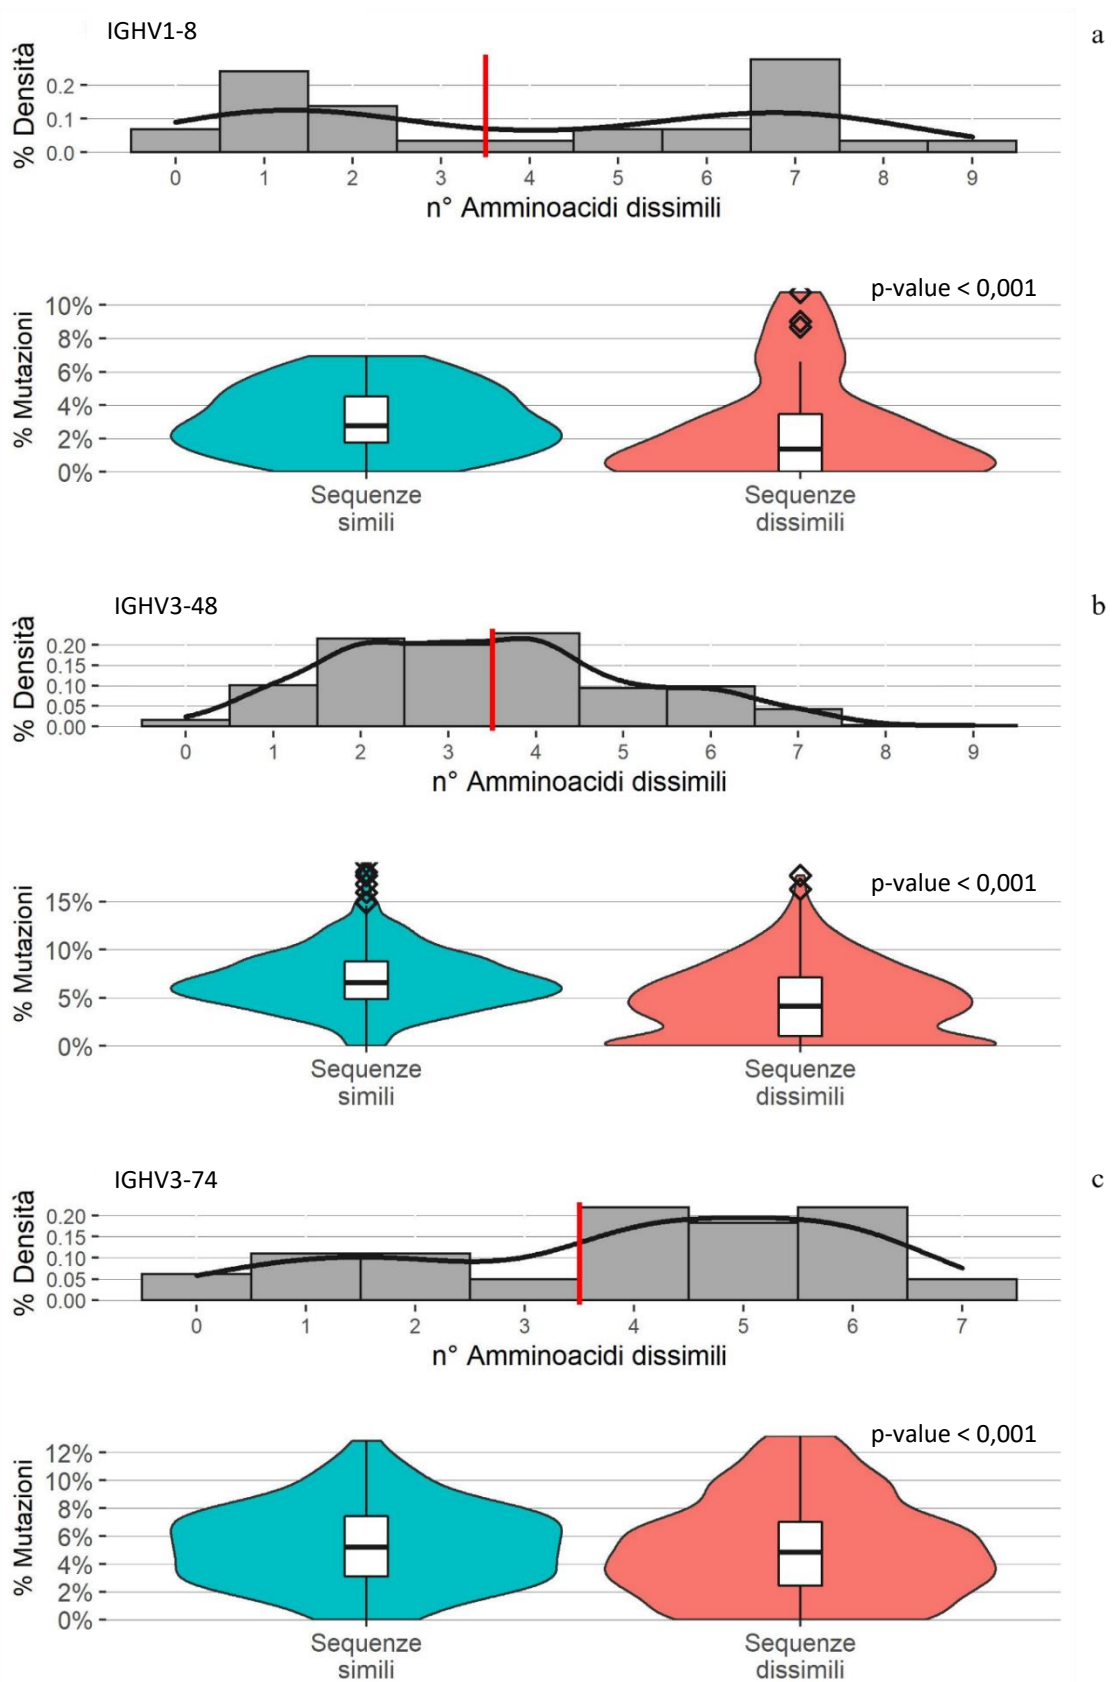 IGHV1-8
a
% Densità
0.2
0.1
0.0
0 1 2 3 4 5 6 7 8 9
n° Amminoacidi dissimili
p-value < 0,001
% Mutazioni
10%
8%
6%
4%
2%
0%
Sequenze
simili
Sequenze
dissimili
IGHV3-48
b
% Densità
0.20
0.15
0.10
0.05
0.00
0 1 2 3 4 5 6 7 8 9
n° Amminoacidi dissimili
p-value < 0,001
% Mutazioni
15%
10%
5%
0%
Sequenze
simili
Sequenze
dissimili
IGHV3-74
c
% Densità
0.20
0.15
0.10
0.05
0.00
0 1 2 3 4 5 6 7
n° Amminoacidi dissimili
p-value < 0,001
% Mutazioni
12%
10%
8%
6%
4%
2%
0%
Sequenze
simili
Sequenze
dissimili